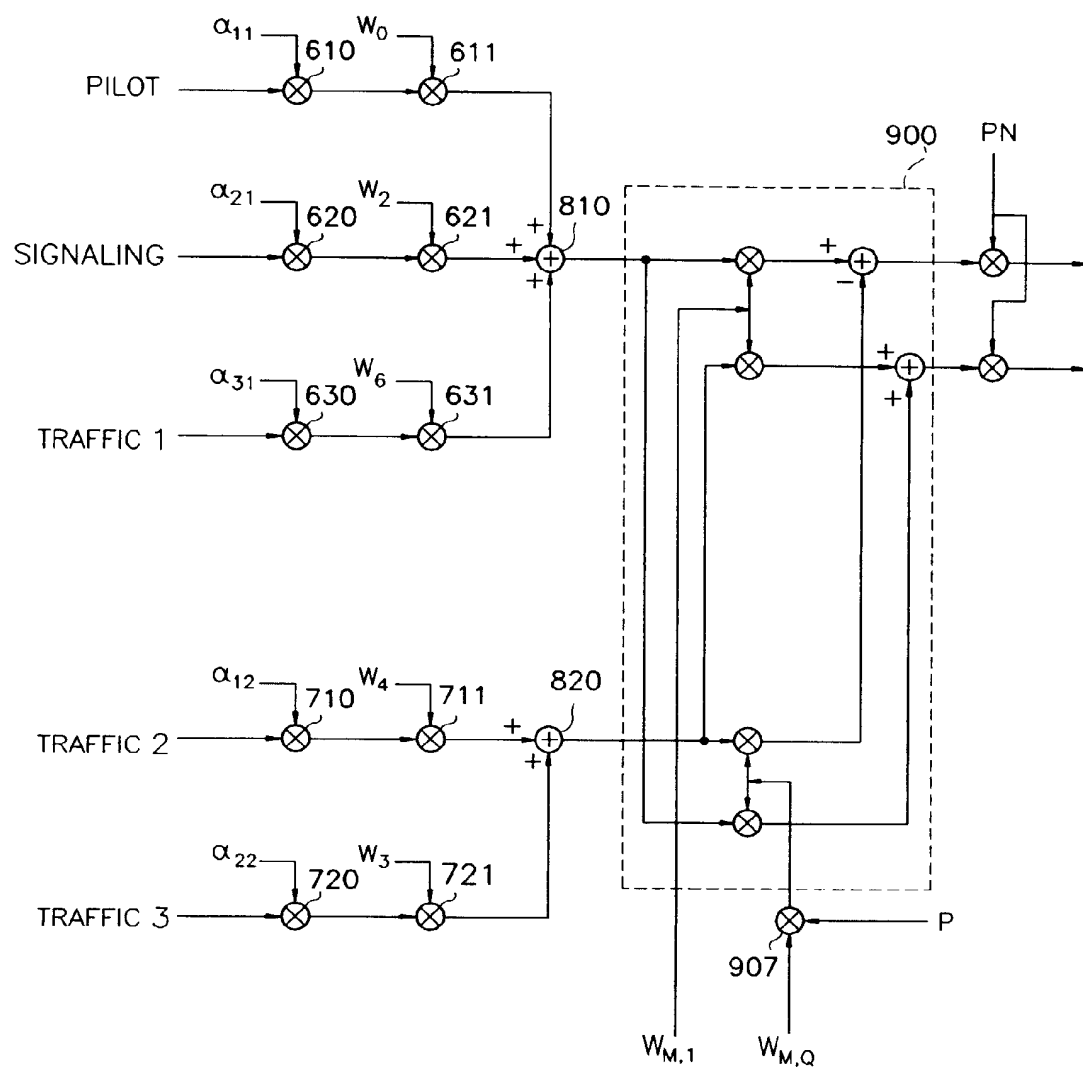 α11 W0
610 611
PILOT
900 PN
α21 W2
620 621 810
SIGNALING
+ + +
+ −
+ +
α31 W6
630 631
TRAFFIC 1
α12 W4
710 711 820
TRAFFIC 2
+ +
α22 W3
720 721
TRAFFIC 3
P
907
WM,1 WM,Q